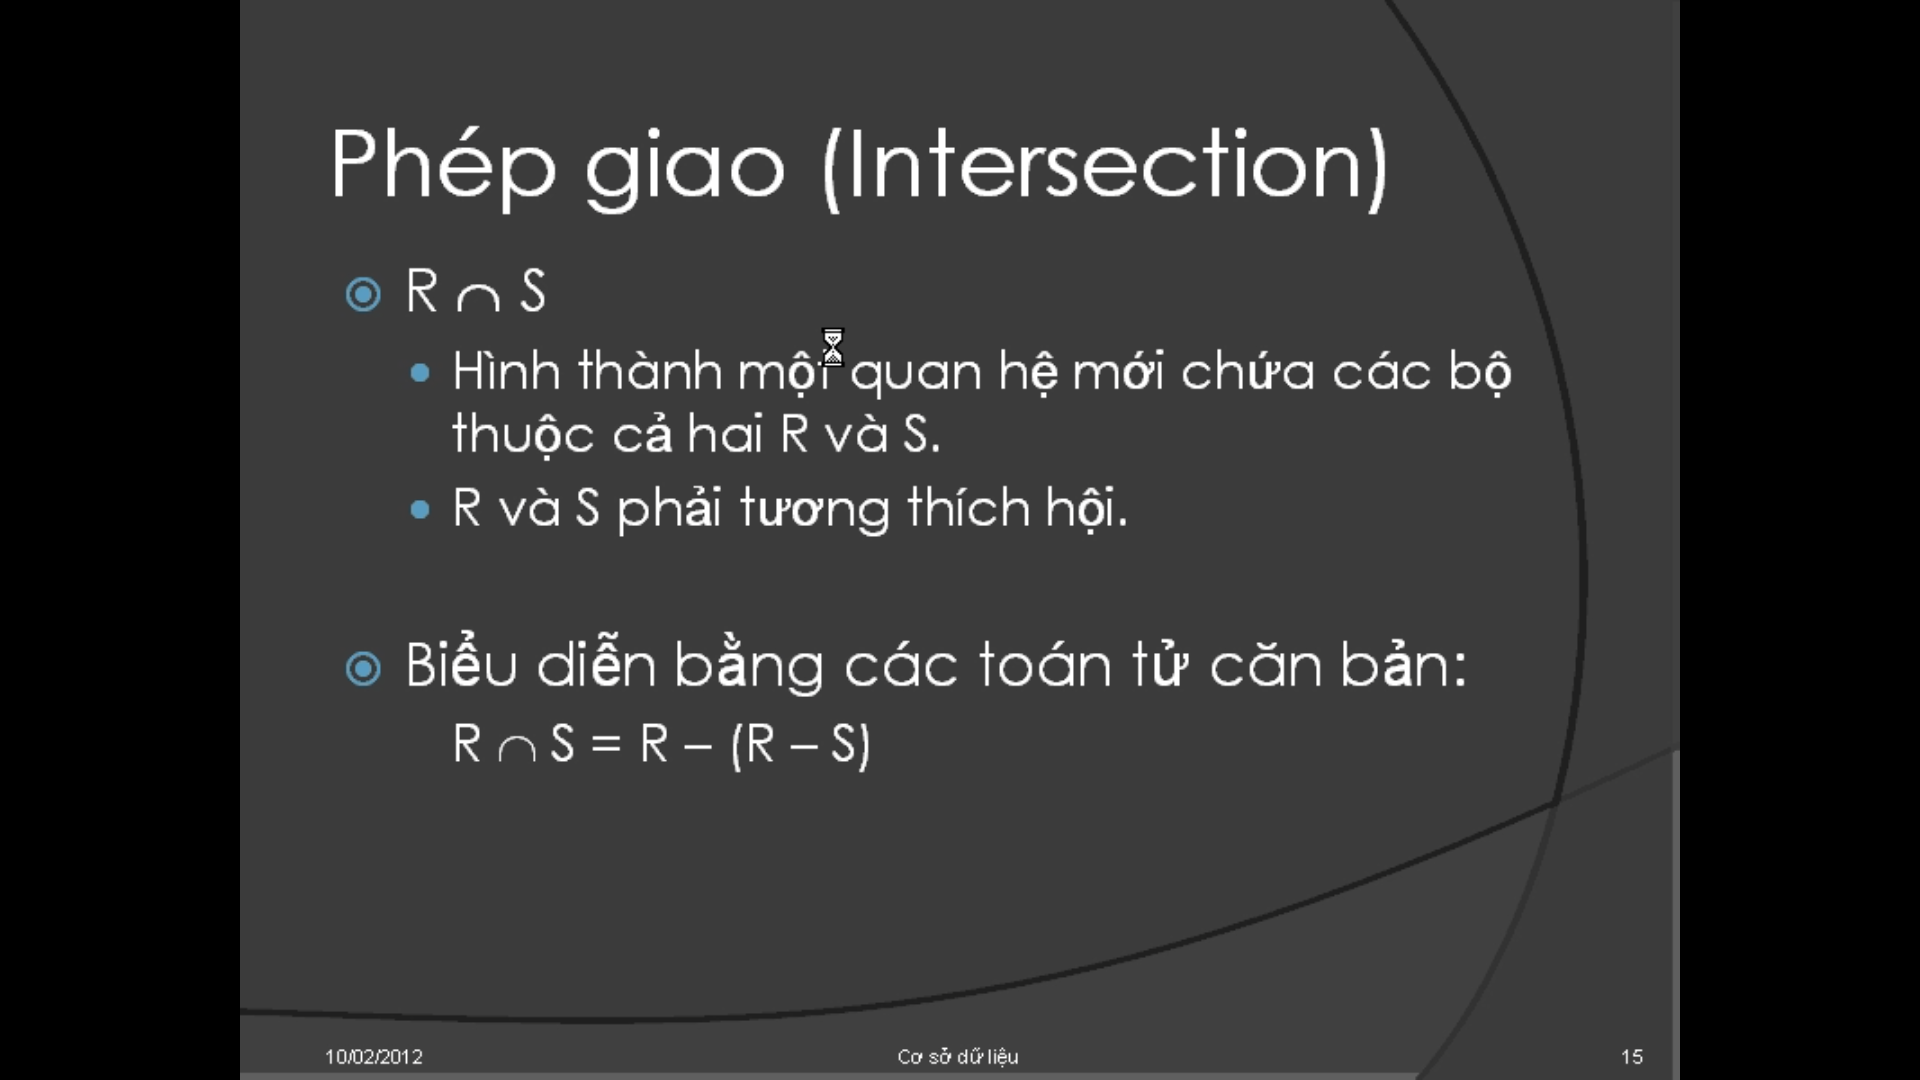 Phép giao (Intersection)
R ∩ S
Hình thành một quan hệ mới chứa các bộ
thuộc cả hai R và S.
R và S phải tương thích hội.
Biểu diễn bằng các toán tử căn bản:
R ∩ S = R – (R – S)
10/02/2012
Cơ sở dữ liệu
15